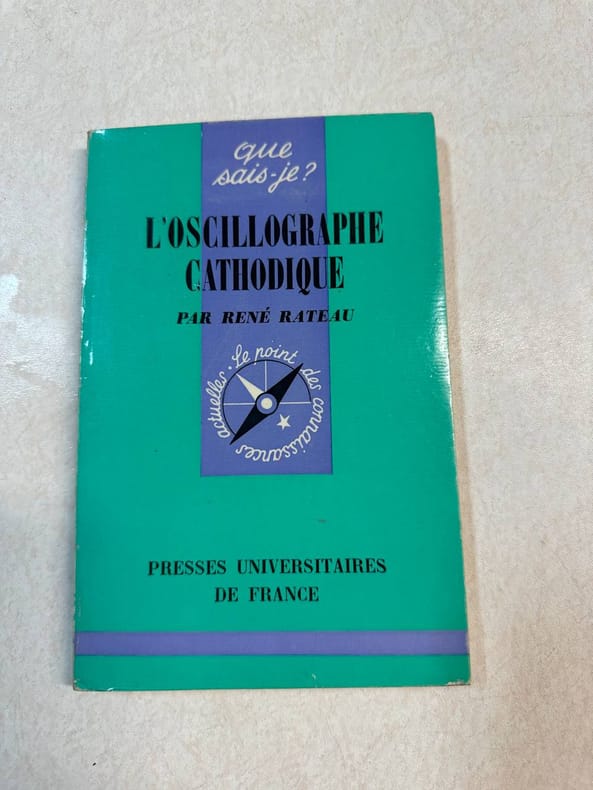 que
sais-je?
L'OSCILLOGRAPHE
CATHODIQUE
PAR RENÉ RATEAU
Le point des connaissances actuelles.
PRESSES UNIVERSITAIRES
DE FRANCE